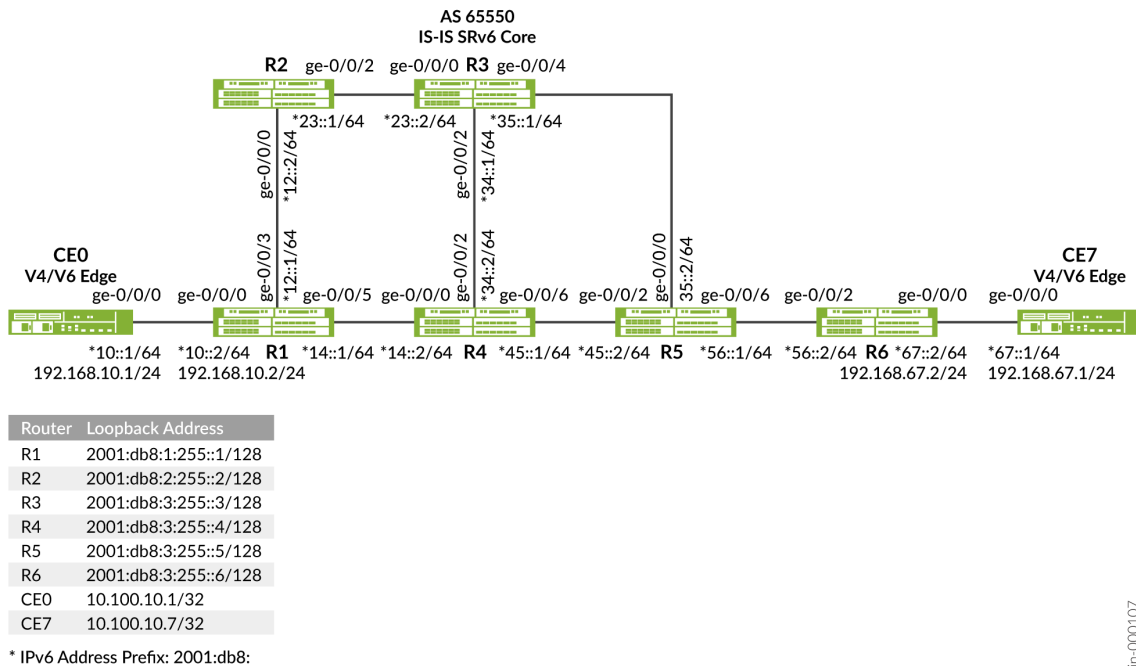 AS 65550
IS-IS SRv6 Core
R2 ge-0/0/2 ge-0/0/0 R3 ge-0/0/4
*23::1/64 *23::2/64 *35::1/64
ge-0/0/0
*12::2/64
ge-0/0/2
*34::1/64
ge-0/0/3
*12::1/64
ge-0/0/2
*34::2/64
ge-0/0/0
35::2/64
CE0
V4/V6 Edge
CE7
V4/V6 Edge
ge-0/0/0 ge-0/0/0 ge-0/0/5 ge-0/0/0 ge-0/0/6 ge-0/0/2 ge-0/0/6 ge-0/0/2 ge-0/0/0 ge-0/0/0
*10::1/64 *10::2/64 R1 *14::1/64 *14::2/64 R4 *45::1/64 *45::2/64 R5 *56::1/64 *56::2/64 R6 *67::2/64 *67::1/64
192.168.10.1/24 192.168.10.2/24 192.168.67.2/24 192.168.67.1/24
Router Loopback Address
R1 2001:db8:1:255::1/128
R2 2001:db8:2:255::2/128
R3 2001:db8:3:255::3/128
R4 2001:db8:3:255::4/128
R5 2001:db8:3:255::5/128
R6 2001:db8:3:255::6/128
CE0 10.100.10.1/32
CE7 10.100.10.7/32
* IPv6 Address Prefix: 2001:db8:
jn-000107